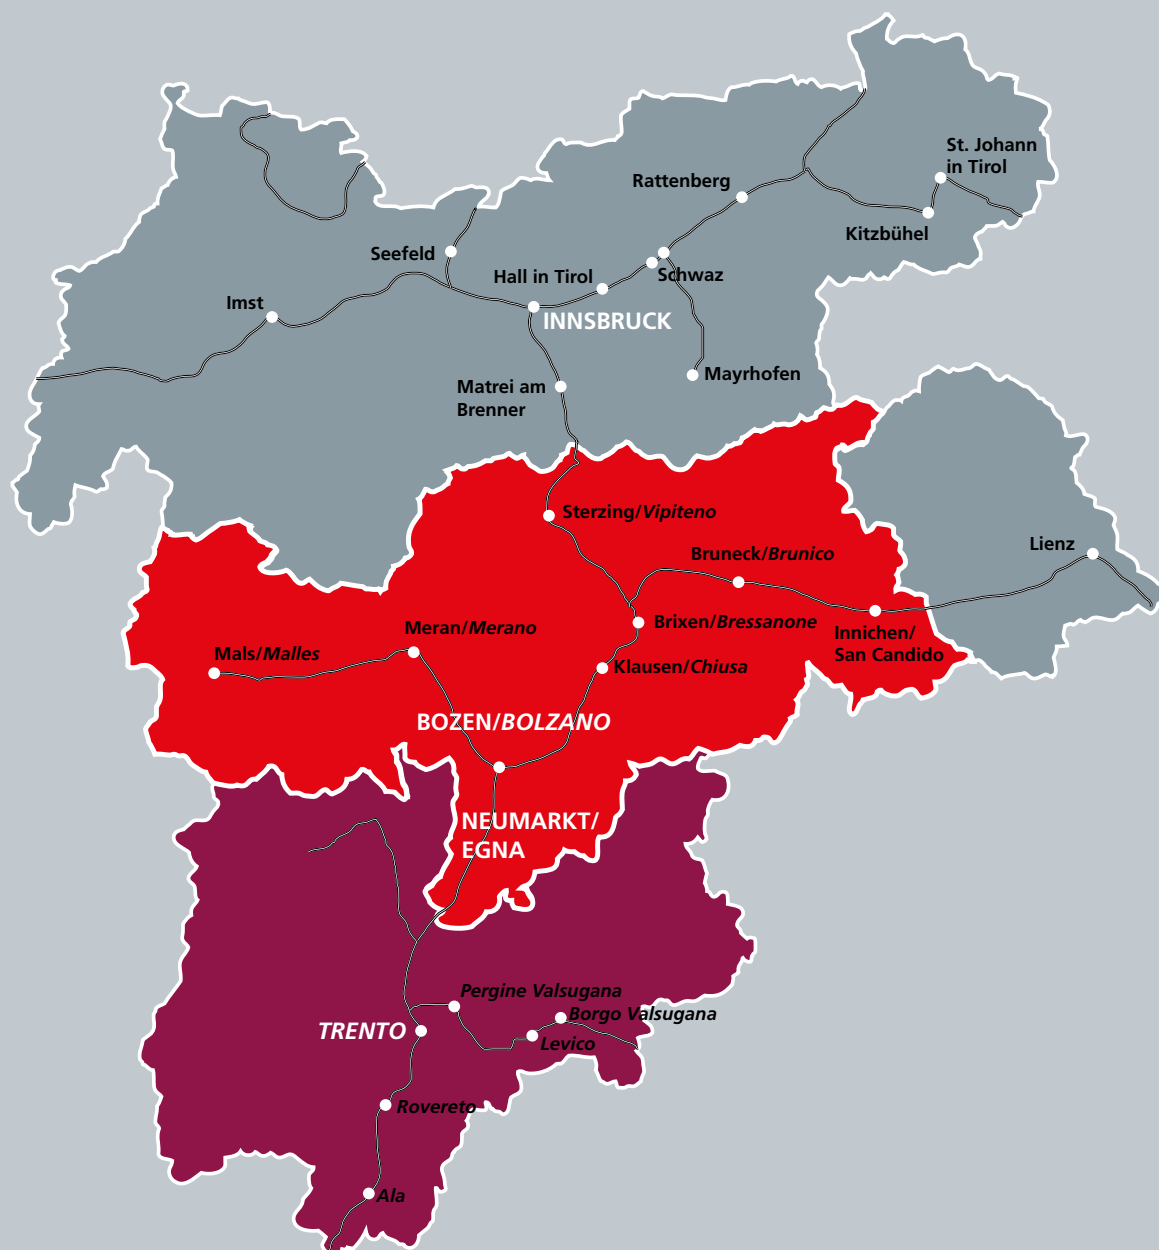 St. Johann
in Tirol
Rattenberg
Kitzbühel
Seefeld
Hall in Tirol
Schwaz
Imst
INNSBRUCK
Mayrhofen
Matrei am
Brenner
Sterzing/Vipiteno
Lienz
Bruneck/Brunico
Brixen/Bressanone
Meran/Merano
Innichen/
San Candido
Mals/Malles
Klausen/Chiusa
BOZEN/BOLZANO
NEUMARKT/
EGNA
Pergine Valsugana
Borgo Valsugana
TRENTO
Levico
Rovereto
Ala